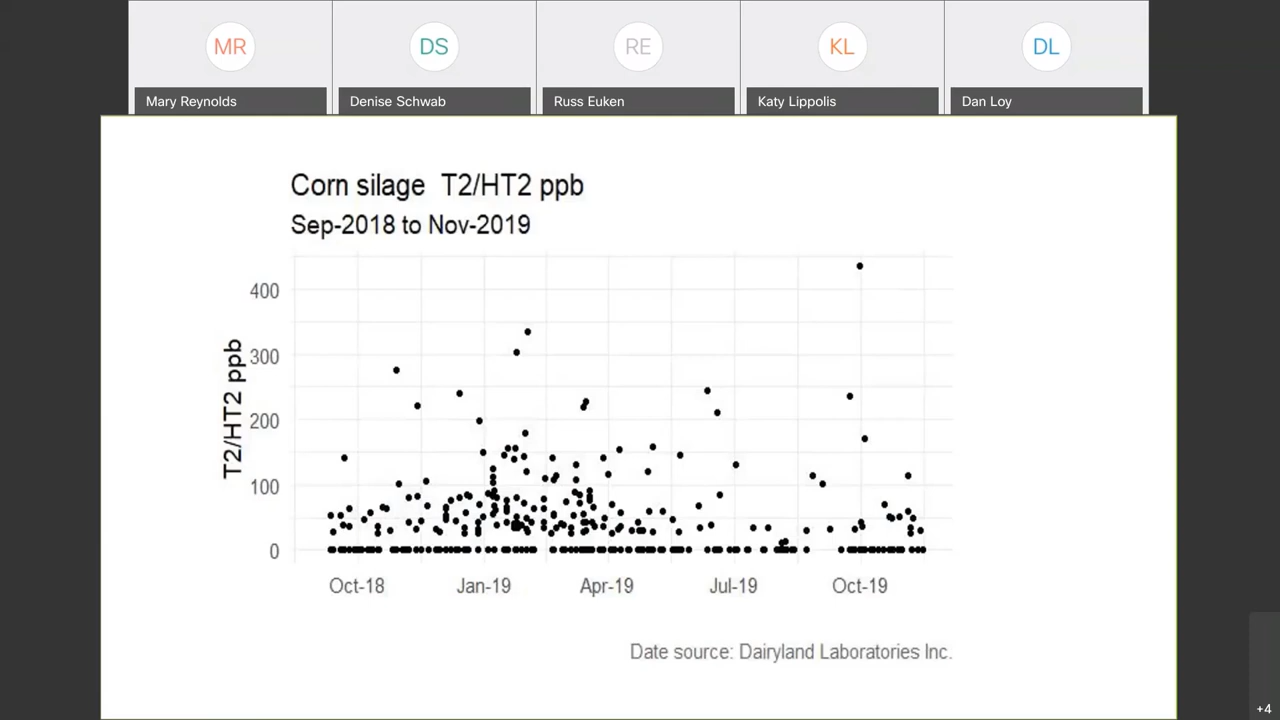 MR DS RE KL DL
Mary Reynolds Denise Schwab Russ Euken Katy Lippolis Dan Loy
Corn silage T2/HT2 ppb
Sep-2018 to Nov-2019
T2/HT2 ppb
400
300
200
100
0
Oct-18 Jan-19 Apr-19 Jul-19 Oct-19
Date source: Dairyland Laboratories Inc.
+4